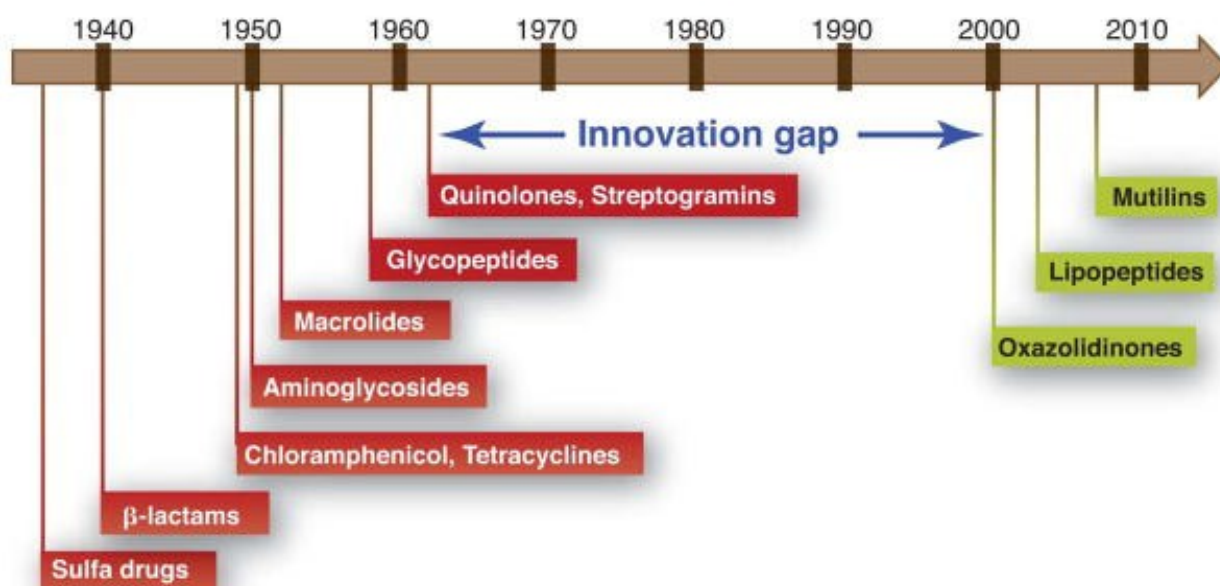 1940 1950 1960 1970 1980 1990 2000 2010
Innovation gap
Quinolones, Streptogramins
Mutilins
Glycopeptides
Lipopeptides
Macrolides
Oxazolidinones
Aminoglycosides
Chloramphenicol, Tetracyclines
β-lactams
Sulfa drugs